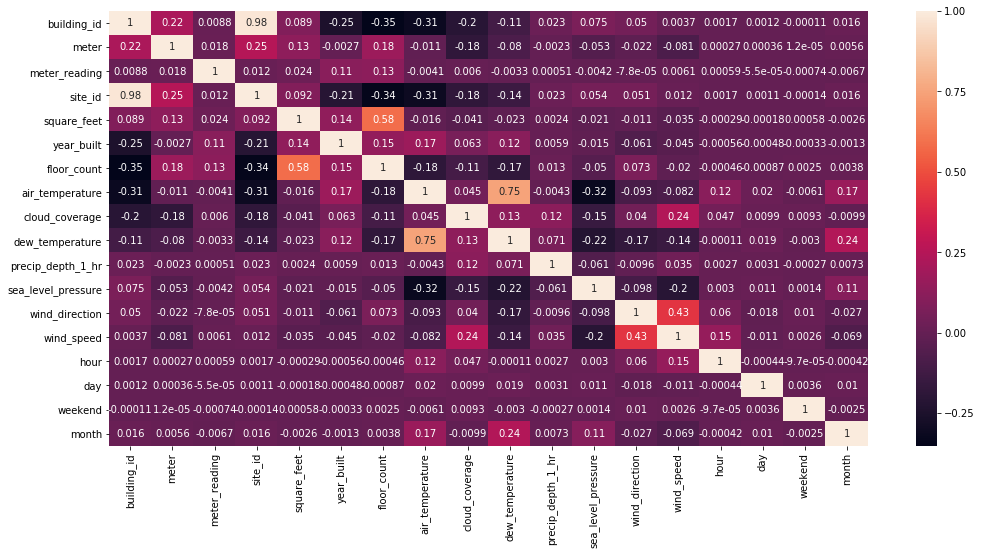 building_id 1 0.22 0.0088 0.98 0.089 -0.25 -0.35 -0.31 -0.2 -0.11 0.023 0.075 0.05 0.0037 0.0017 0.0012 -0.00011 0.016
meter 0.22 1 0.018 0.25 0.13 -0.0027 0.18 -0.011 -0.18 -0.08 -0.0023 -0.053 -0.022 -0.081 0.00027 0.00036 1.2e-05 0.0056
meter_reading 0.0088 0.018 1 0.012 0.024 0.11 0.13 -0.0041 0.006 -0.0033 0.00051 -0.0042 -7.8e-05 0.0061 0.00059 -5.5e-05 -0.00074 -0.0067
site_id 0.98 0.25 0.012 1 0.092 -0.21 -0.34 -0.31 -0.18 -0.14 0.023 0.054 0.051 0.012 0.0017 0.0011 -0.00014 0.016
square_feet 0.089 0.13 0.024 0.092 1 0.14 0.58 -0.016 -0.041 -0.023 0.0024 -0.021 -0.011 -0.035 -0.00029 -0.00018 0.00058 -0.0026
year_built -0.25 -0.0027 0.11 -0.21 0.14 1 0.15 0.17 0.063 0.12 0.0059 -0.015 -0.061 -0.045 -0.00056 -0.00048 -0.00033 -0.0013
floor_count -0.35 0.18 0.13 -0.34 0.58 0.15 1 -0.18 -0.11 -0.17 0.013 -0.05 0.073 -0.02 -0.00046 -0.00087 0.0025 0.0038
air_temperature -0.31 -0.011 -0.0041 -0.31 -0.016 0.17 -0.18 1 0.045 0.75 -0.0043 -0.32 -0.093 -0.082 0.12 0.02 -0.0061 0.17
cloud_coverage -0.2 -0.18 0.006 -0.18 -0.041 0.063 -0.11 0.045 1 0.13 0.12 -0.15 0.04 0.24 0.047 0.0099 0.0093 -0.0099
dew_temperature -0.11 -0.08 -0.0033 -0.14 -0.023 0.12 -0.17 0.75 0.13 1 0.071 -0.22 -0.17 -0.14 -0.00011 0.019 -0.003 0.24
precip_depth_1_hr 0.023 -0.0023 0.00051 0.023 0.0024 0.0059 0.013 -0.0043 0.12 0.071 1 -0.061 -0.0096 0.035 0.0027 0.0031 -0.00027 0.0073
sea_level_pressure 0.075 -0.053 -0.0042 0.054 -0.021 -0.015 -0.05 -0.32 -0.15 -0.22 -0.061 1 -0.098 -0.2 0.003 0.011 0.0014 0.11
wind_direction 0.05 -0.022 -7.8e-05 0.051 -0.011 -0.061 0.073 -0.093 0.04 -0.17 -0.0096 -0.098 1 0.43 0.06 -0.018 0.01 -0.027
wind_speed 0.0037 -0.081 0.0061 0.012 -0.035 -0.045 -0.02 -0.082 0.24 -0.14 0.035 -0.2 0.43 1 0.15 -0.011 0.0026 -0.069
hour 0.0017 0.00027 0.00059 0.0017 -0.00029 -0.00056 0.00046 0.12 0.047 -0.00011 0.0027 0.003 0.06 0.15 1 -0.00044 -9.7e-05 -0.00042
day 0.0012 0.00036 -5.5e-05 0.0011 -0.00018 -0.00048 -0.00087 0.02 0.0099 0.019 0.0031 0.011 -0.018 -0.011 -0.00044 1 0.0036 0.01
weekend -0.00011 1.2e-05 -0.00074 -0.00014 0.00058 -0.00033 0.0025 -0.0061 0.0093 -0.003 -0.00027 0.0014 0.01 0.0026 -9.7e-05 0.0036 1 -0.0025
month 0.016 0.0056 -0.0067 0.016 -0.0026 -0.0013 0.0038 0.17 -0.0099 0.24 0.0073 0.11 -0.027 -0.069 -0.00042 0.01 -0.0025 1
building_id meter meter_reading site_id square_feet year_built floor_count air_temperature cloud_coverage dew_temperature precip_depth_1_hr sea_level_pressure wind_direction wind_speed hour day weekend month
1.00
0.75
0.50
0.25
0.00
−0.25